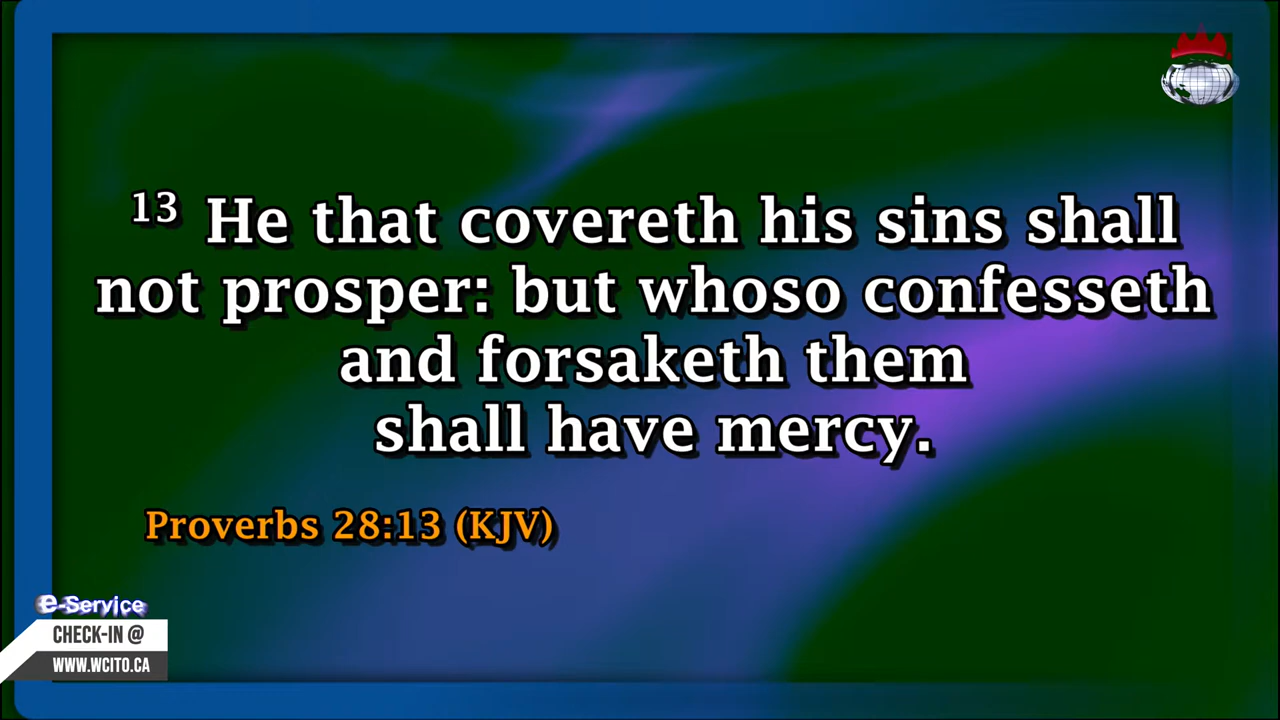 13 He that covereth his sins shall
not prosper: but whoso confesseth
and forsaketh them
shall have mercy.
Proverbs 28:13 (KJV)
e-Service
CHECK-IN @
WWW.WCITO.CA